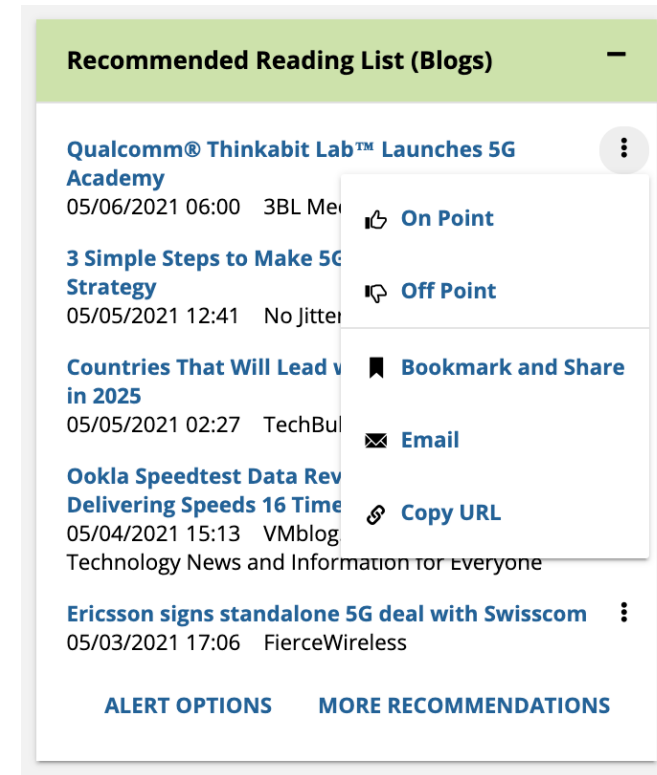 Recommended Reading List (Blogs)
Qualcomm® Thinkabit Lab™ Launches 5G
Academy
05/06/2021 06:00 3BL
On Point
3 Simple Steps to Make
Strategy
Off Point
05/05/2021 12:41 No Jitter
Countries That Will Lead
Bookmark and Share
in 2025
05/05/2021 02:27
Email
Ookla Speedtest Data
Delivering Speeds 16
Copy URL
05/04/2021 15:13 VMblog
Technology News and Information for Everyone
Ericsson signs standalone 5G deal with Swisscom
05/03/2021 17:06 FierceWireless
ALERT OPTIONS MORE RECOMMENDATIONS